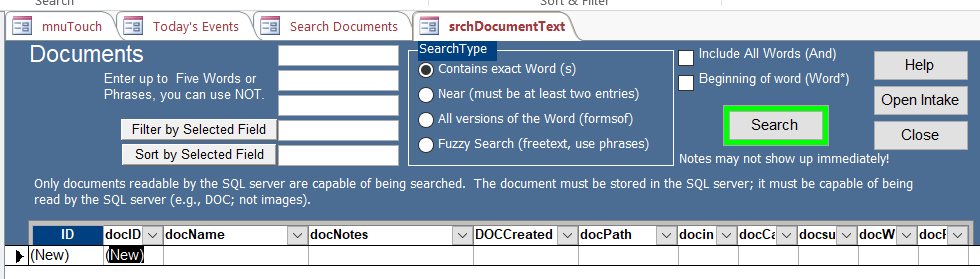 Sort & Filter
mnuTouch
Today's Events
Search Documents
srchDocumentText
Documents
Enter up to Five Words or
Phrases, you can use NOT.
Filter by Selected Field
Sort by Selected Field
SearchType
Contains exact Word (s)
Near (must be at least two entries)
All versions of the Word (formsof)
Fuzzy Search (freetext, use phrases)
Include All Words (And)
Beginning of word (Word*)
Search
Notes may not show up immediately!
Help
Open Intake
Close
Only documents readable by the SQL server are capable of being searched. The document must be stored in the SQL server; it must be capable of being
read by the SQL server (e.g., DOC; not images).
ID docID docName docNotes DOCCreated docPath docin docCa docsu docW docF
(New) (New)